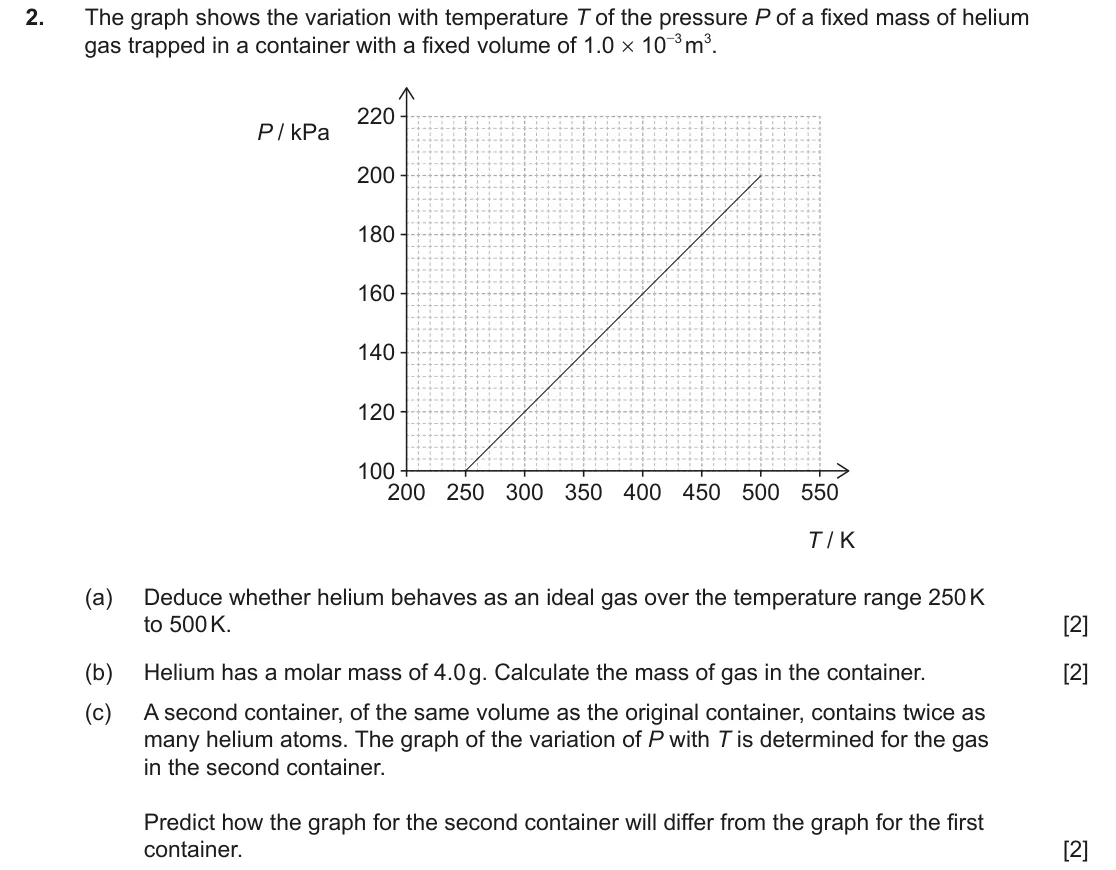 2. The graph shows the variation with temperature T of the pressure P of a fixed mass of helium
gas trapped in a container with a fixed volume of 1.0 × 10⁻³ m³.
P / kPa
220
200
180
160
140
120
100
200 250 300 350 400 450 500 550
T / K
(a) Deduce whether helium behaves as an ideal gas over the temperature range 250 K
to 500 K. [2]
(b) Helium has a molar mass of 4.0 g. Calculate the mass of gas in the container. [2]
(c) A second container, of the same volume as the original container, contains twice as
many helium atoms. The graph of the variation of P with T is determined for the gas
in the second container.
Predict how the graph for the second container will differ from the graph for the first
container. [2]